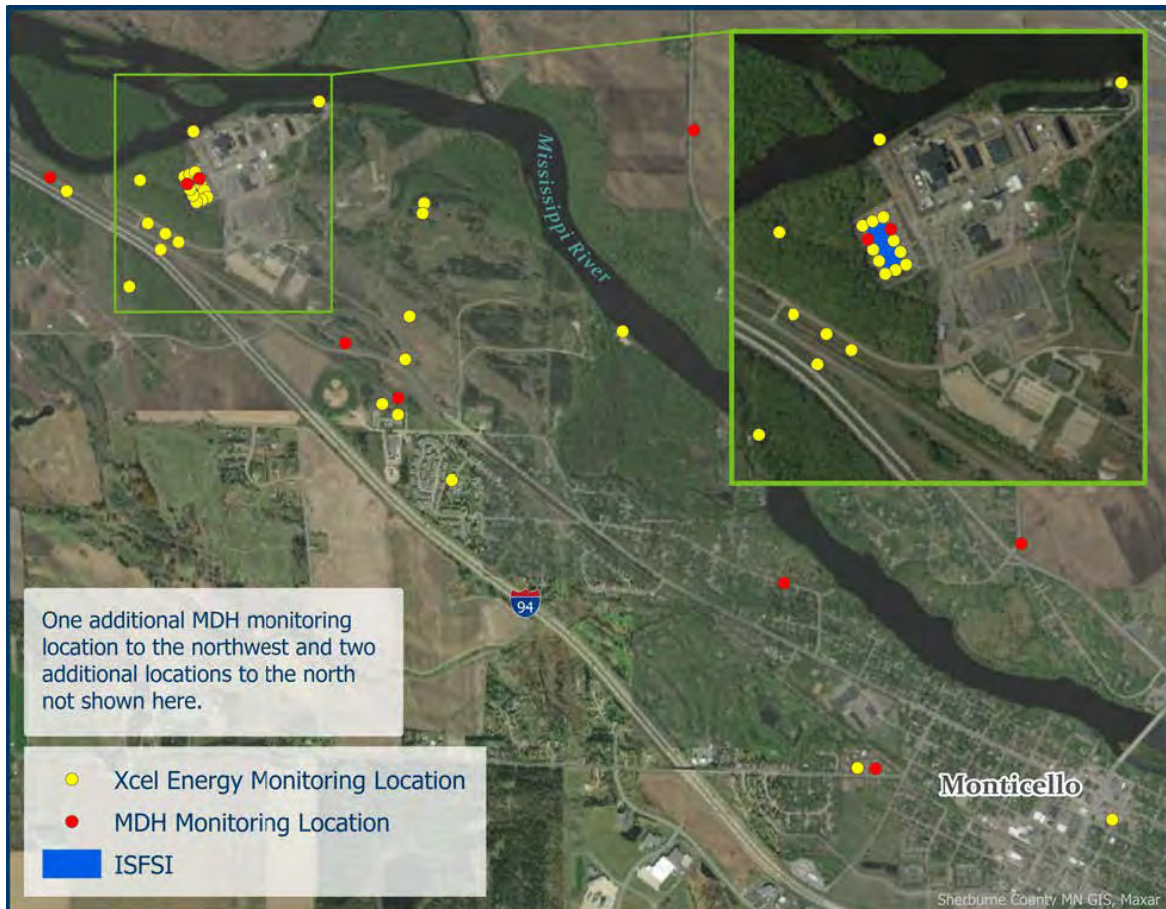 Mississippi River
94
One additional MDH monitoring
location to the northwest and two
additional locations to the north
not shown here.
Xcel Energy Monitoring Location
MDH Monitoring Location
ISFSI
Monticello
Sherburne County MN GIS, Maxar